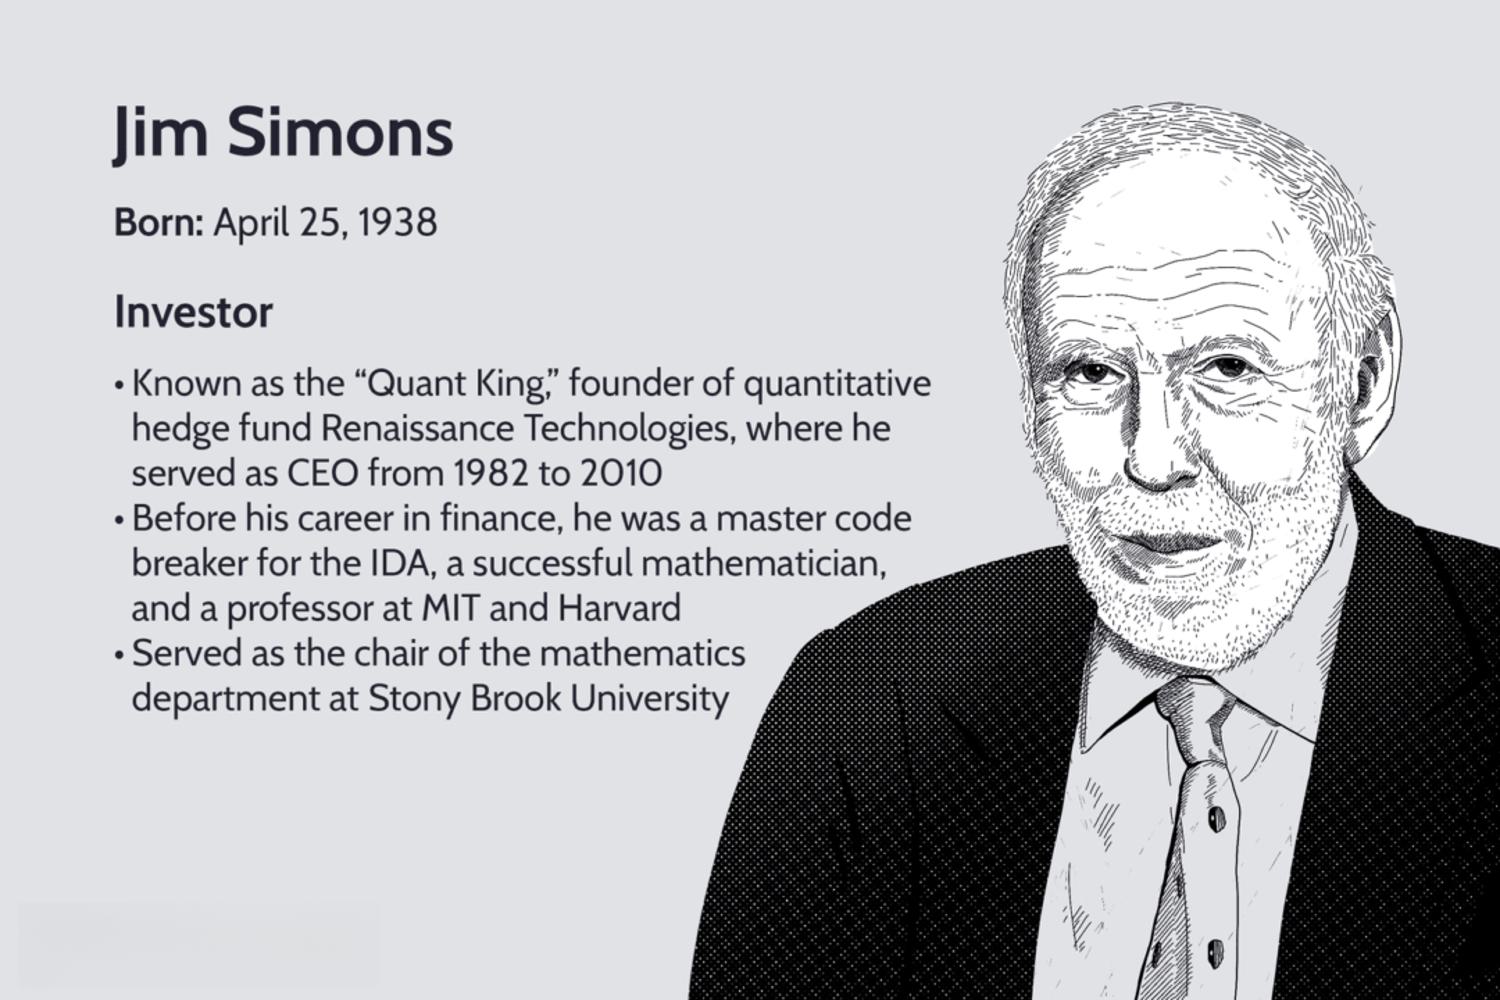 Jim Simons
Born: April 25, 1938
Investor
• Known as the “Quant King,” founder of quantitative
hedge fund Renaissance Technologies, where he
served as CEO from 1982 to 2010
• Before his career in finance, he was a master code
breaker for the IDA, a successful mathematician,
and a professor at MIT and Harvard
• Served as the chair of the mathematics
department at Stony Brook University